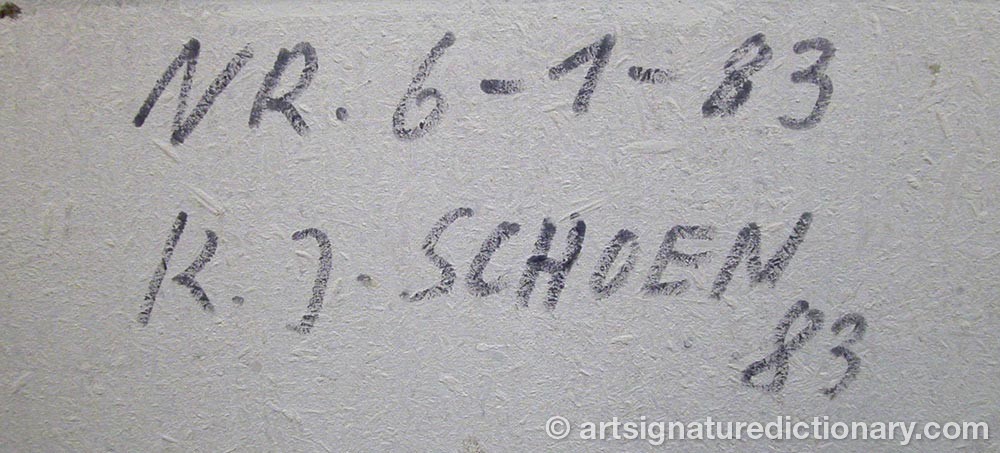 NR. 6-1-83
K. J. SCHOEN
83
© artsignaturedictionary.com